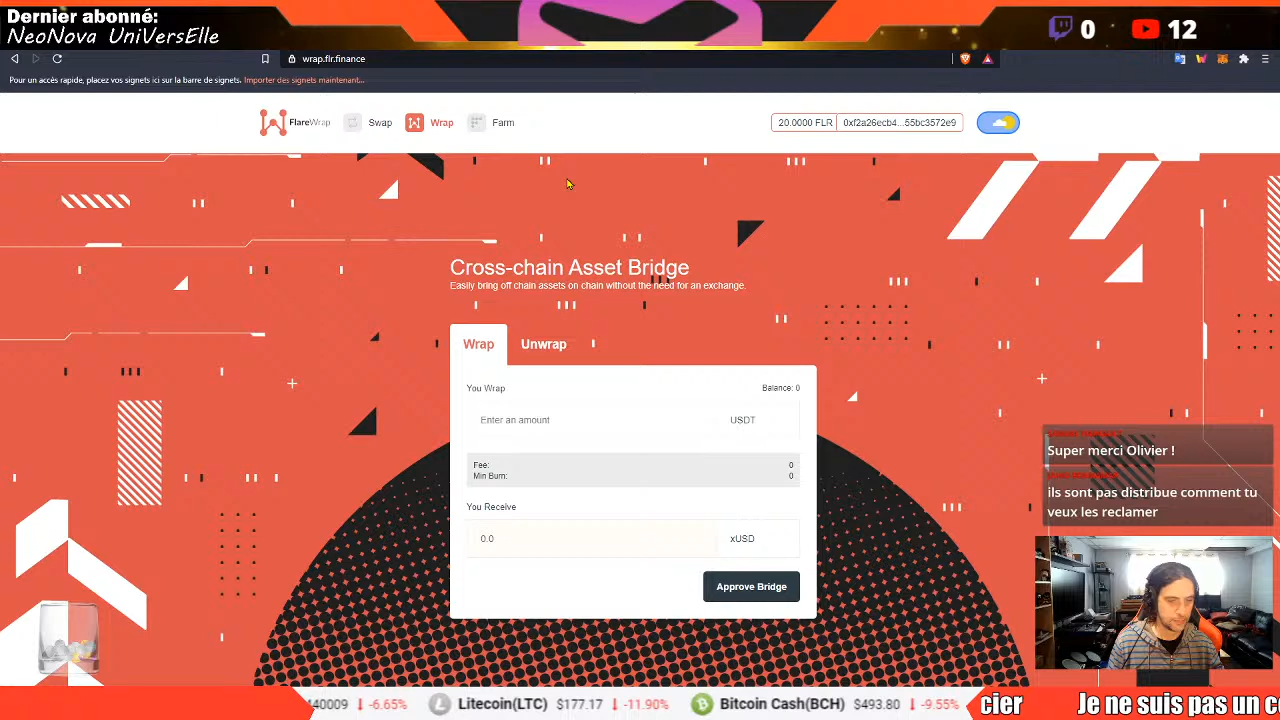 Dernier abonné:
NeoNova UniVersElle
0
12
wrap.flr.finance
Pour un accès rapide, placez vos signets ici sur la barre de signets. Importer des signets maintenant...
FlareWrap
Swap
Wrap
Farm
20.0000 FLR
0xf2a26ecb4...55bc3572e9
Cross-chain Asset Bridge
Easily bring off chain assets on chain without the need for an exchange.
Wrap
Unwrap
You Wrap
Balance: 0
Enter an amount
USDT
Fee:
0
Min Burn:
0
You Receive
0.0
xUSD
Approve Bridge
Super merci Olivier !
ils sont pas distribue comment tu
veux les reclamer
40009 -6.65% Litecoin(LTC) $177.17 -11.90% Bitcoin Cash(BCH) $493.80 -9.55%
cier Je ne suis pas un c